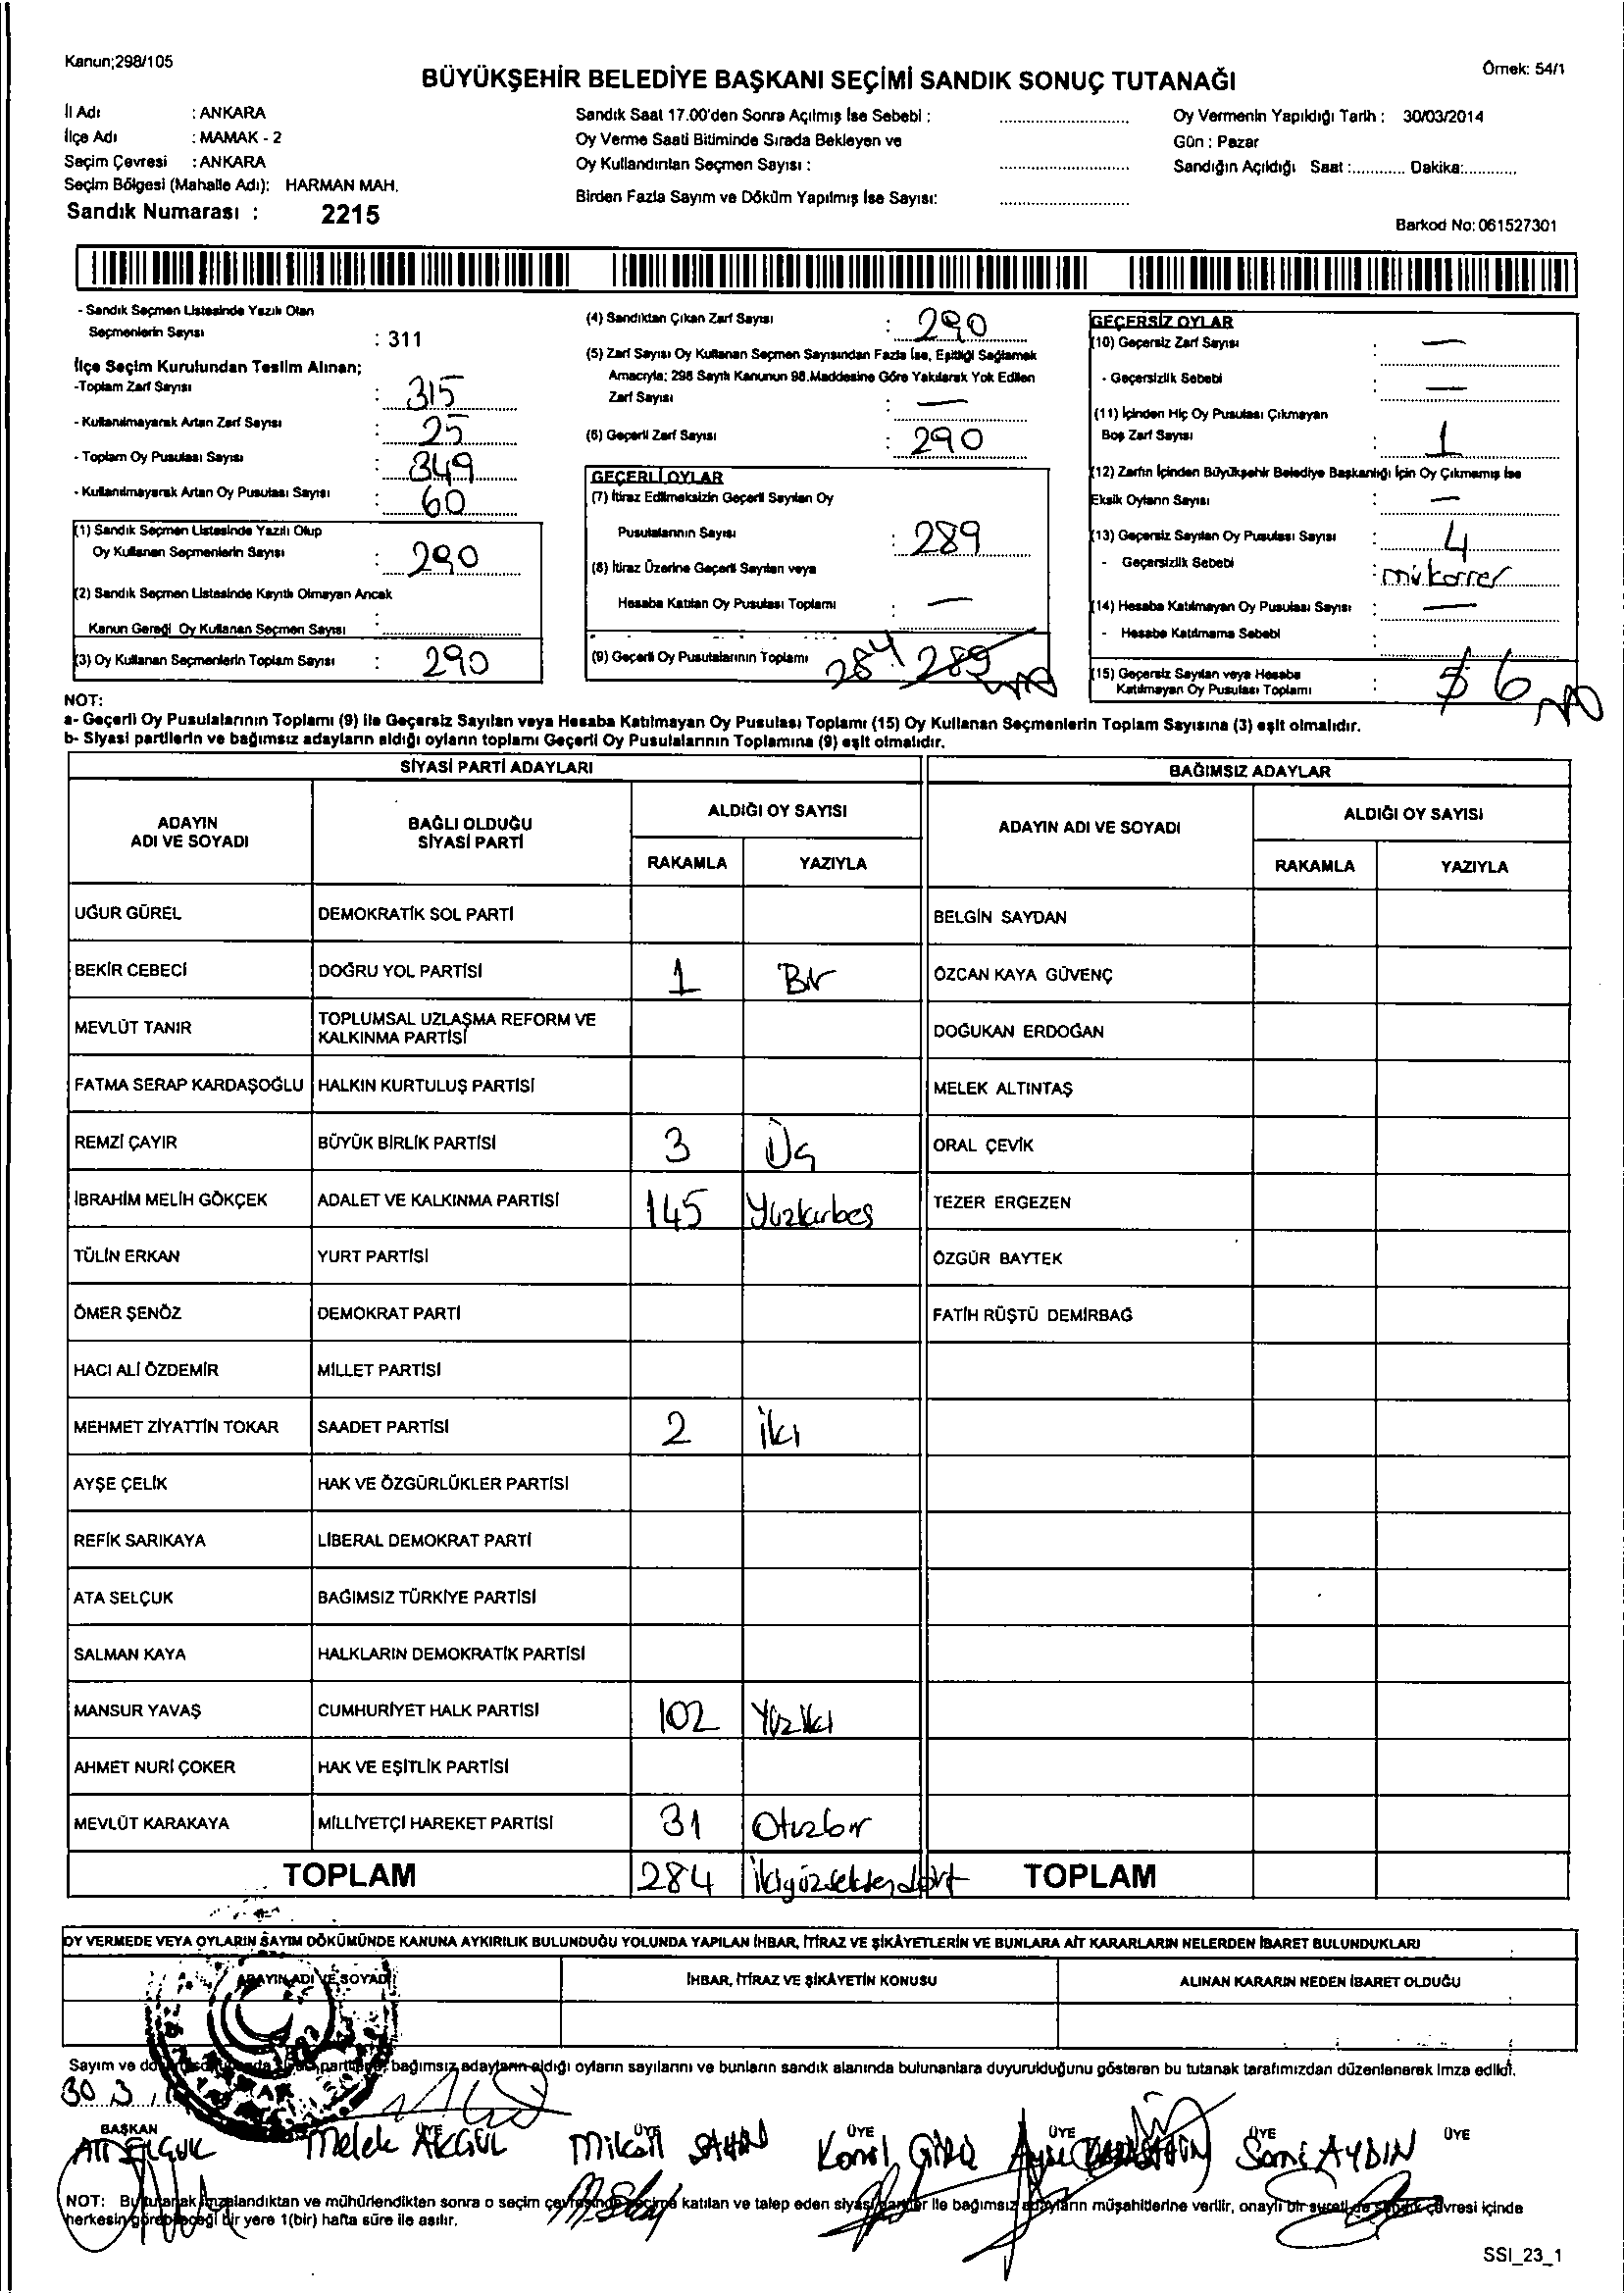 Kanun;298/105
Örnek: 54/1
BÜYÜKŞEHİR BELEDİYE BAŞKANI SEÇİMİ SANDIK SONUÇ TUTANAĞI
İl Adı : ANKARA
İlçe Adı : MAMAK - 2
Seçim Çevresi : ANKARA
Seçim Bölgesi (Mahalle Adı): HARMAN MAH.
Sandık Numarası : 2215
Sandık Saat 17.00'den Sonra Açılmış İse Sebebi :
Oy Verme Saati Bitiminde Sırada Bekleyen ve
Oy Kullandırılan Seçmen Sayısı :
Birden Fazla Sayım ve Döküm Yapılmış İse Sayısı:
Oy Vermenin Yapıldığı Tarih : 30/03/2014
Gün : Pazar
Sandığın Açıldığı Saat :............ Dakika:............
Barkod No: 061527301
- Sandık Seçmen Listesinde Yazılı Olan
Seçmenlerin Sayısı : 311
İlçe Seçim Kurulundan Teslim Alınan;
-Toplam Zarf Sayısı : 315
- Kullanılmayarak Artan Zarf Sayısı : 25
- Toplam Oy Pusulası Sayısı : 349
- Kullanılmayarak Artan Oy Pusulası Sayısı : 60
(1) Sandık Seçmen Listesinde Yazılı Olup
Oy Kullanan Seçmenlerin Sayısı : 290
(2) Sandık Seçmen Listesinde Kayıtlı Olmayan Ancak
Kanun Gereği Oy Kullanan Seçmen Sayısı :
(3) Oy Kullanan Seçmenlerin Toplam Sayısı : 290
(4) Sandıktan Çıkan Zarf Sayısı : 290
(5) Zarf Sayısı Oy Kullanan Seçmen Sayısından Fazla İse, Eşitliği Sağlamak
Amacıyla; 298 Sayılı Kanunun 98.Maddesine Göre Yakılarak Yok Edilen
Zarf Sayısı : —
(6) Geçerli Zarf Sayısı : 290
GEÇERLİ OYLAR
(7) İtiraz Edilmeksizin Geçerli Sayılan Oy
Pusulalarının Sayısı : 289
(8) İtiraz Üzerine Geçerli Sayılan veya
Hesaba Katılan Oy Pusulası Toplamı : —
(9) Geçerli Oy Pusulalarının Toplamı 284 289
GEÇERSİZ OYLAR
(10) Geçersiz Zarf Sayısı : —
- Geçersizlik Sebebi : —
(11) İçinden Hiç Oy Pusulası Çıkmayan
Boş Zarf Sayısı : 1
(12) Zarfın İçinden Büyükşehir Belediye Başkanlığı İçin Oy Çıkmamış İse
Eksik Oyların Sayısı : —
(13) Geçersiz Sayılan Oy Pusulası Sayısı : 4
- Geçersizlik Sebebi : mükerrer
(14) Hesaba Katılmayan Oy Pusulası Sayısı : —
- Hesaba Katılmama Sebebi :
(15) Geçersiz Sayılan veya Hesaba
Katılmayan Oy Pusulası Toplamı : 5 6
NOT:
a- Geçerli Oy Pusulalarının Toplamı (9) ile Geçersiz Sayılan veya Hesaba Katılmayan Oy Pusulası Toplamı (15) Oy Kullanan Seçmenlerin Toplam Sayısına (3) eşit olmalıdır.
b- Siyasi partilerin ve bağımsız adayların aldığı oyların toplamı Geçerli Oy Pusulalarının Toplamına (9) eşit olmalıdır.
SİYASİ PARTİ ADAYLARI
BAĞIMSIZ ADAYLAR
ADAYIN ADI VE SOYADI
BAĞLI OLDUĞU SİYASİ PARTİ
ALDIĞI OY SAYISI
RAKAMLA YAZIYLA
ADAYIN ADI VE SOYADI
ALDIĞI OY SAYISI
RAKAMLA YAZIYLA
UĞUR GÜREL DEMOKRATİK SOL PARTİ BELGİN SAYDAN
BEKİR CEBECİ DOĞRU YOL PARTİSİ 1 Bir ÖZCAN KAYA GÜVENÇ
MEVLÜT TANIR TOPLUMSAL UZLAŞMA REFORM VE KALKINMA PARTİSİ DOĞUKAN ERDOĞAN
FATMA SERAP KARDAŞOĞLU HALKIN KURTULUŞ PARTİSİ MELEK ALTINTAŞ
REMZİ ÇAYIR BÜYÜK BİRLİK PARTİSİ 3 Üç ORAL ÇEVİK
İBRAHİM MELİH GÖKÇEK ADALET VE KALKINMA PARTİSİ 145 Yüzkırbeş TEZER ERGEZEN
TÜLİN ERKAN YURT PARTİSİ ÖZGÜR BAYTEK
ÖMER ŞENÖZ DEMOKRAT PARTİ FATİH RÜŞTÜ DEMİRBAĞ
HACI ALİ ÖZDEMİR MİLLET PARTİSİ
MEHMET ZİYATTİN TOKAR SAADET PARTİSİ 2 İki
AYŞE ÇELİK HAK VE ÖZGÜRLÜKLER PARTİSİ
REFİK SARIKAYA LİBERAL DEMOKRAT PARTİ
ATA SELÇUK BAĞIMSIZ TÜRKİYE PARTİSİ
SALMAN KAYA HALKLARIN DEMOKRATİK PARTİSİ
MANSUR YAVAŞ CUMHURİYET HALK PARTİSİ 102 Yüziki
AHMET NURİ ÇOKER HAK VE EŞİTLİK PARTİSİ
MEVLÜT KARAKAYA MİLLİYETÇİ HAREKET PARTİSİ 31 Otuzbir
TOPLAM 284 İkiyüzseksendört TOPLAM
OY VERMEDE VEYA OYLARIN SAYIM DÖKÜMÜNDE KANUNA AYKIRILIK BULUNDUĞU YOLUNDA YAPILAN İHBAR, İTİRAZ VE ŞİKÂYETLERİN VE BUNLARA AİT KARARLARIN NELERDEN İBARET BULUNDUKLARI
ADAYIN ADI VE SOYADI İHBAR, İTİRAZ VE ŞİKÂYETİN KONUSU ALINAN KARARIN NEDEN İBARET OLDUĞU
Sayım ve bağımsız adayların aldığı oyların sayılarını ve bunların sandık alanında bulunanlara duyurulduğunu gösteren bu tutanak tarafımızdan düzenlenerek imza edildi.
30 3
BAŞKAN ÜYE ÜYE ÜYE ÜYE ÜYE ÜYE
Melek AKGÜL Mikail ŞAHİN Sami AYDIN
NOT: Bu tutanak imzalandıktan ve mühürlendikten sonra o seçim çevresinde seçime katılan ve talep eden siyasi partiler ile bağımsız adayların müşahitlerine verilir, onaylı bir sureti de sandık çevresi içinde
herkesin görebileceği bir yere 1(bir) hafta süre ile asılır.
SSI_23_1